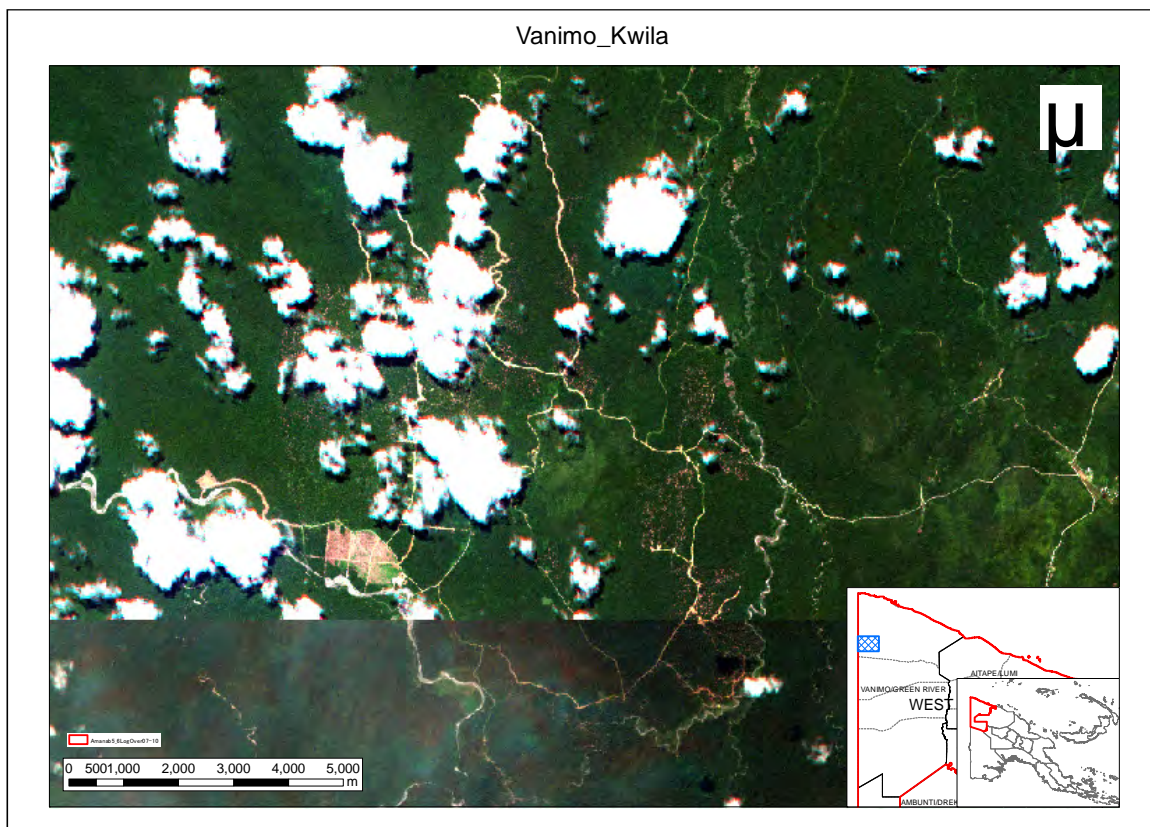 Vanimo_Kwila
µ
Amanab5_6LogOver07-10
0 5001,000 2,000 3,000 4,000 5,000
m
AITAPE/LUMI
VANIMO/GREEN RIVER
WEST
AMBUNTI/DREK